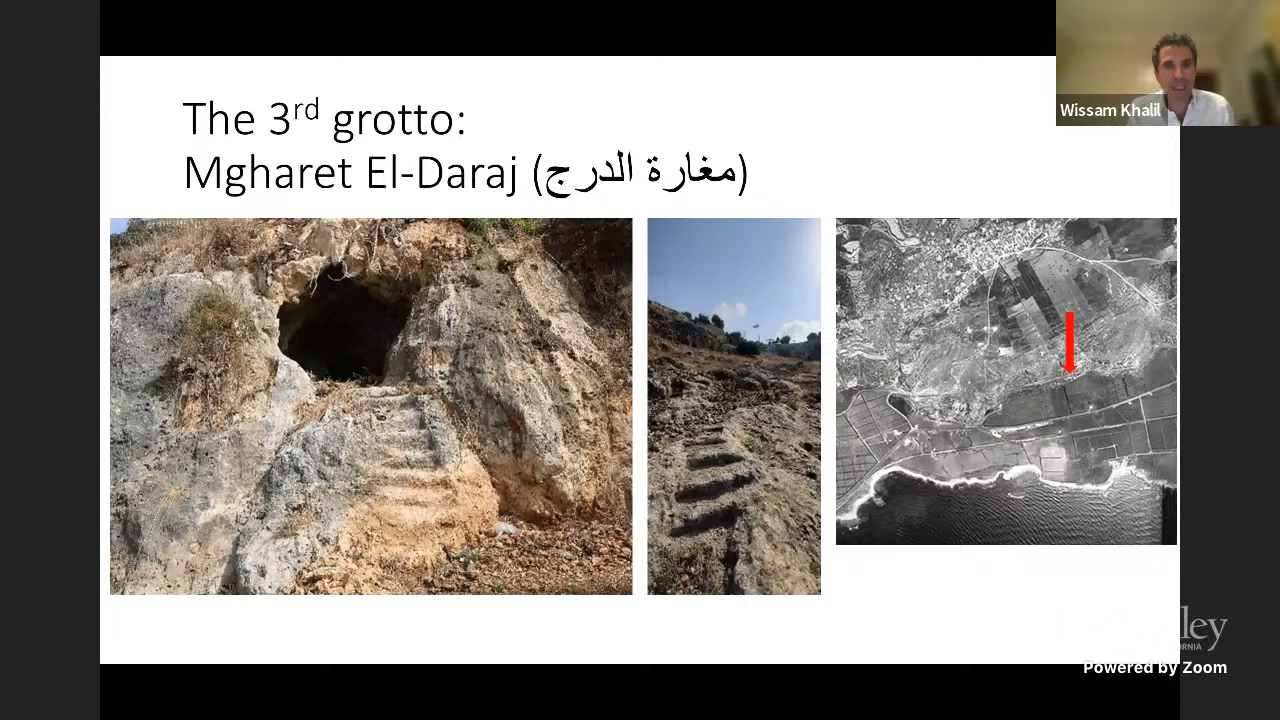 The 3rd grotto:
Mgharet El-Daraj (مغارة الدرج)
Wissam Khalil
Powered by Zoom